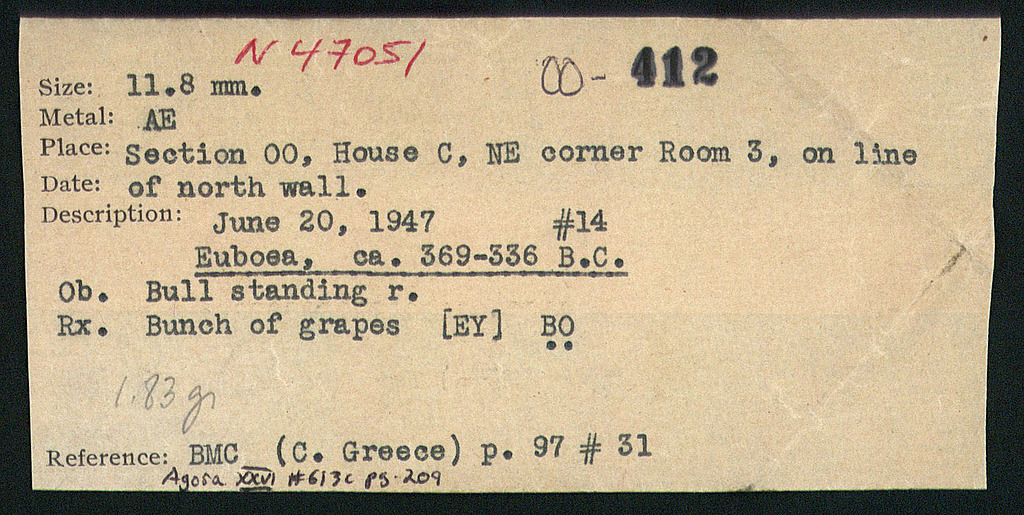 N 47051
OO - 412
Size: 11.8 mm.
Metal: AE
Place: Section OO, House C, NE corner Room 3, on line
Date: of north wall.
Description: June 20, 1947 #14
Euboea, ca. 369-336 B.C.
Ob. Bull standing r.
Rx. Bunch of grapes [EY] ḄỌ
1.83 gr
Reference: BMC (C. Greece) p. 97 # 31
Agora XXVI #613c pg. 209